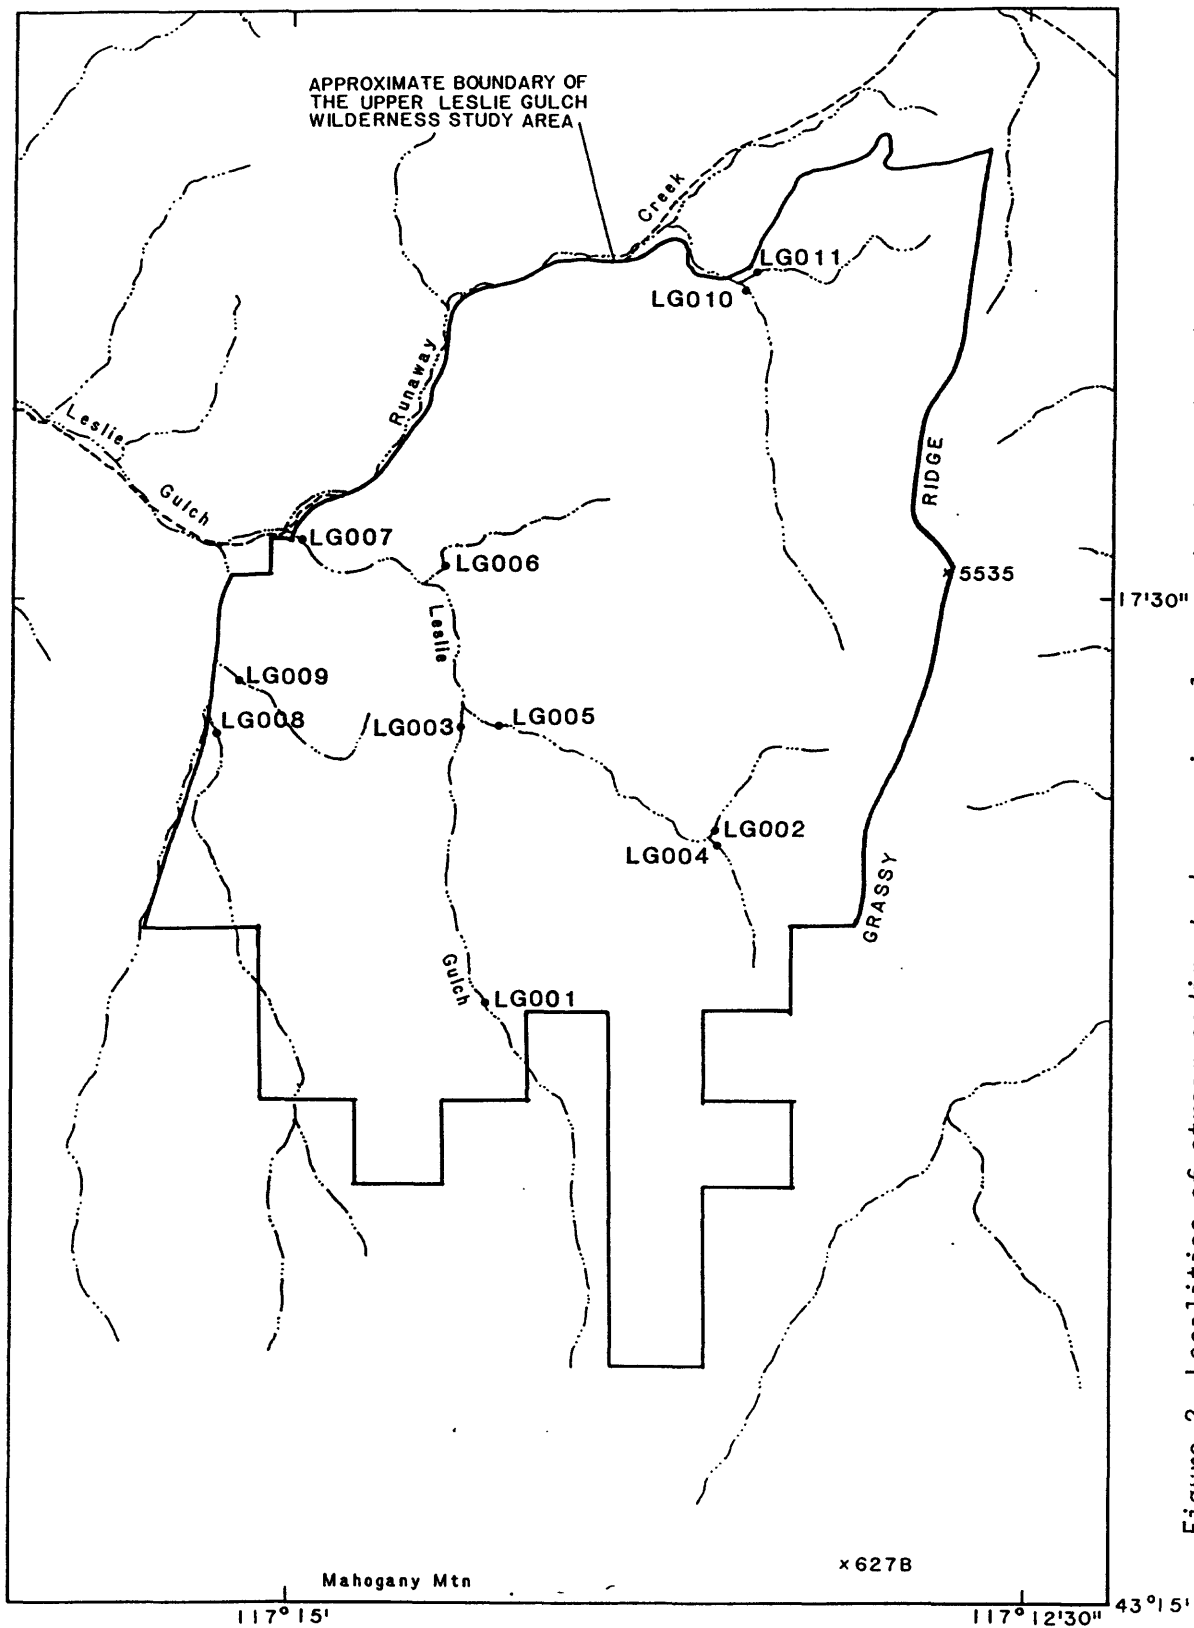 APPROXIMATE BOUNDARY OF
THE UPPER LESLIE GULCH
WILDERNESS STUDY AREA
Creek
LG011
LG010
Runaway
Leslie
Gulch
RIDGE
LG007
LG006
5535
17'30"
Leslie
LG009
LG008
LG003
LG005
LG002
LG004
GRASSY
Gulch
LG001
x627B
Mahogany Mtn
117°15'
117°12'30"
43°15'